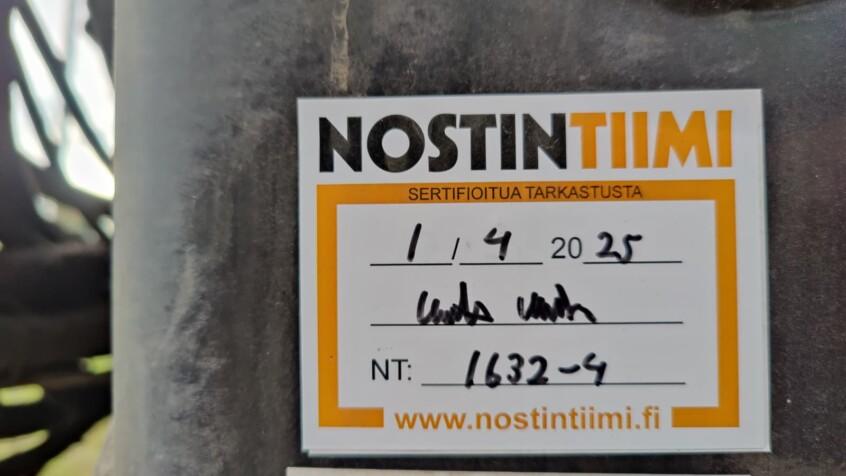 NOSTINTIIMI
SERTIFIOITUA TARKASTUSTA
1 / 4 2025
NT: 1632-4
www.nostintiimi.fi